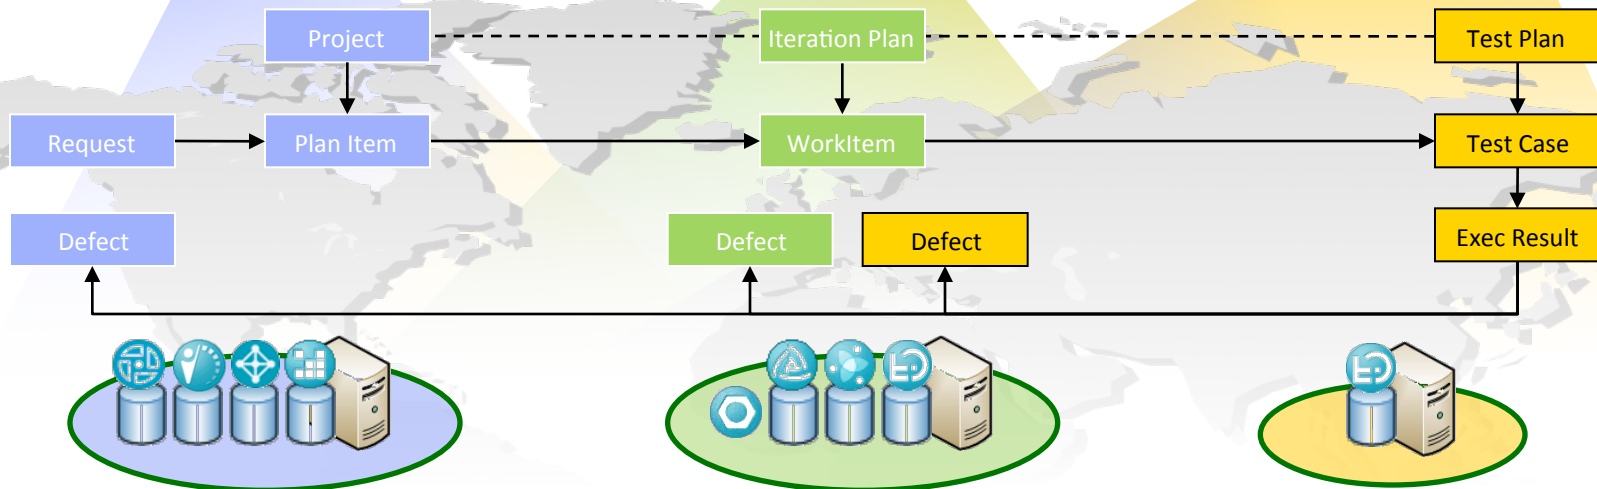 Project
Iteration Plan
Test Plan
Request
Plan Item
WorkItem
Test Case
Defect
Defect
Defect
Exec Result